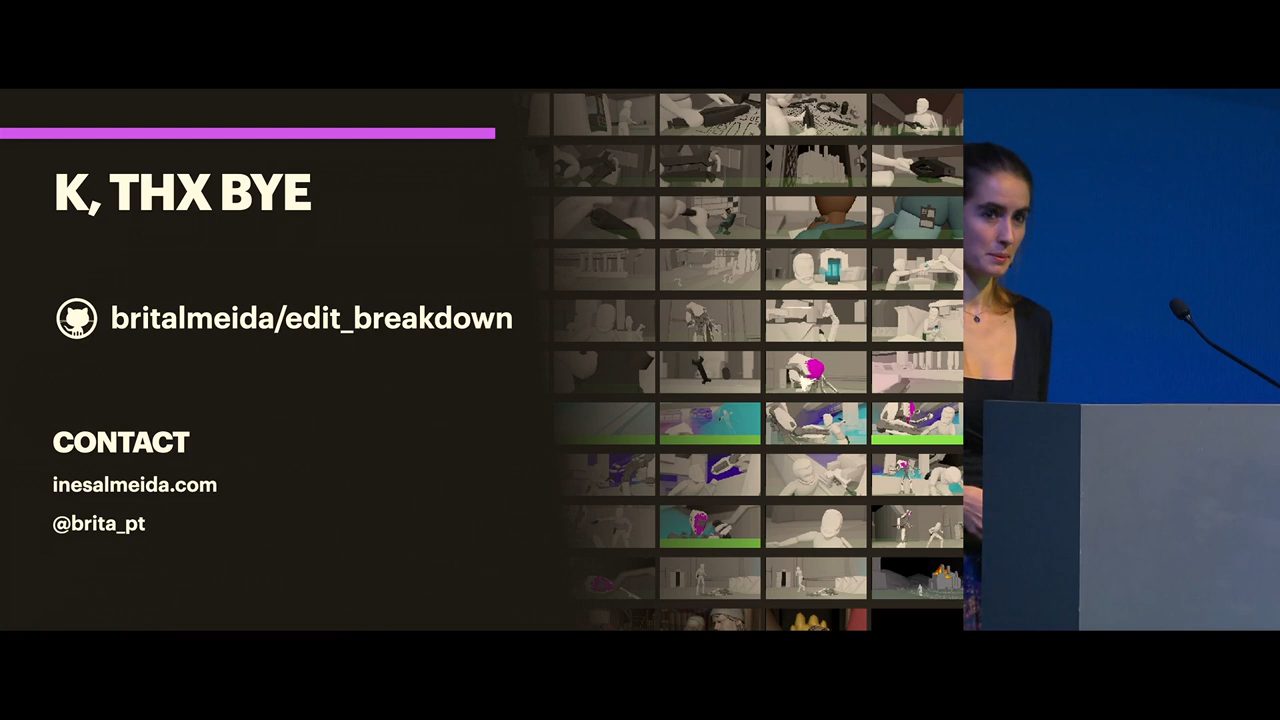 K, THX BYE
britalmeida/edit_breakdown
CONTACT
inesalmeida.com
@brita_pt